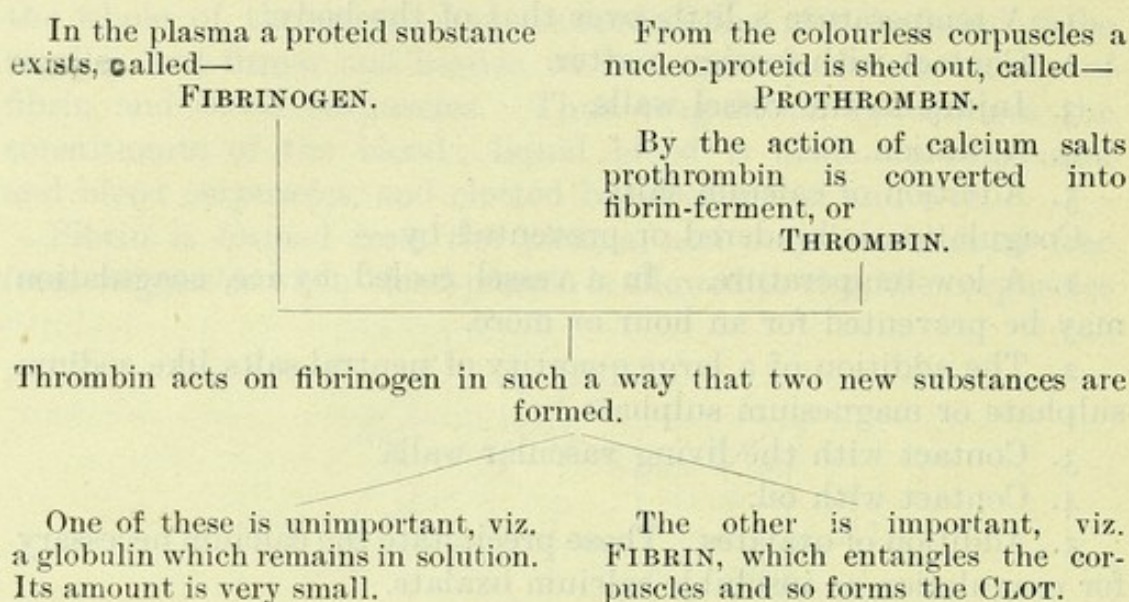 In the plasma a proteid substance
exists, called—
FIBRINOGEN.
From the colourless corpuscles a
nucleo-proteid is shed out, called—
PROTHROMBIN.
By the action of calcium salts
prothrombin is converted into
fibrin-ferment, or
THROMBIN.
Thrombin acts on fibrinogen in such a way that two new substances are
formed.
One of these is unimportant, viz.
a globulin which remains in solution.
Its amount is very small.
The other is important, viz.
FIBRIN, which entangles the cor-
puscles and so forms the CLOT.